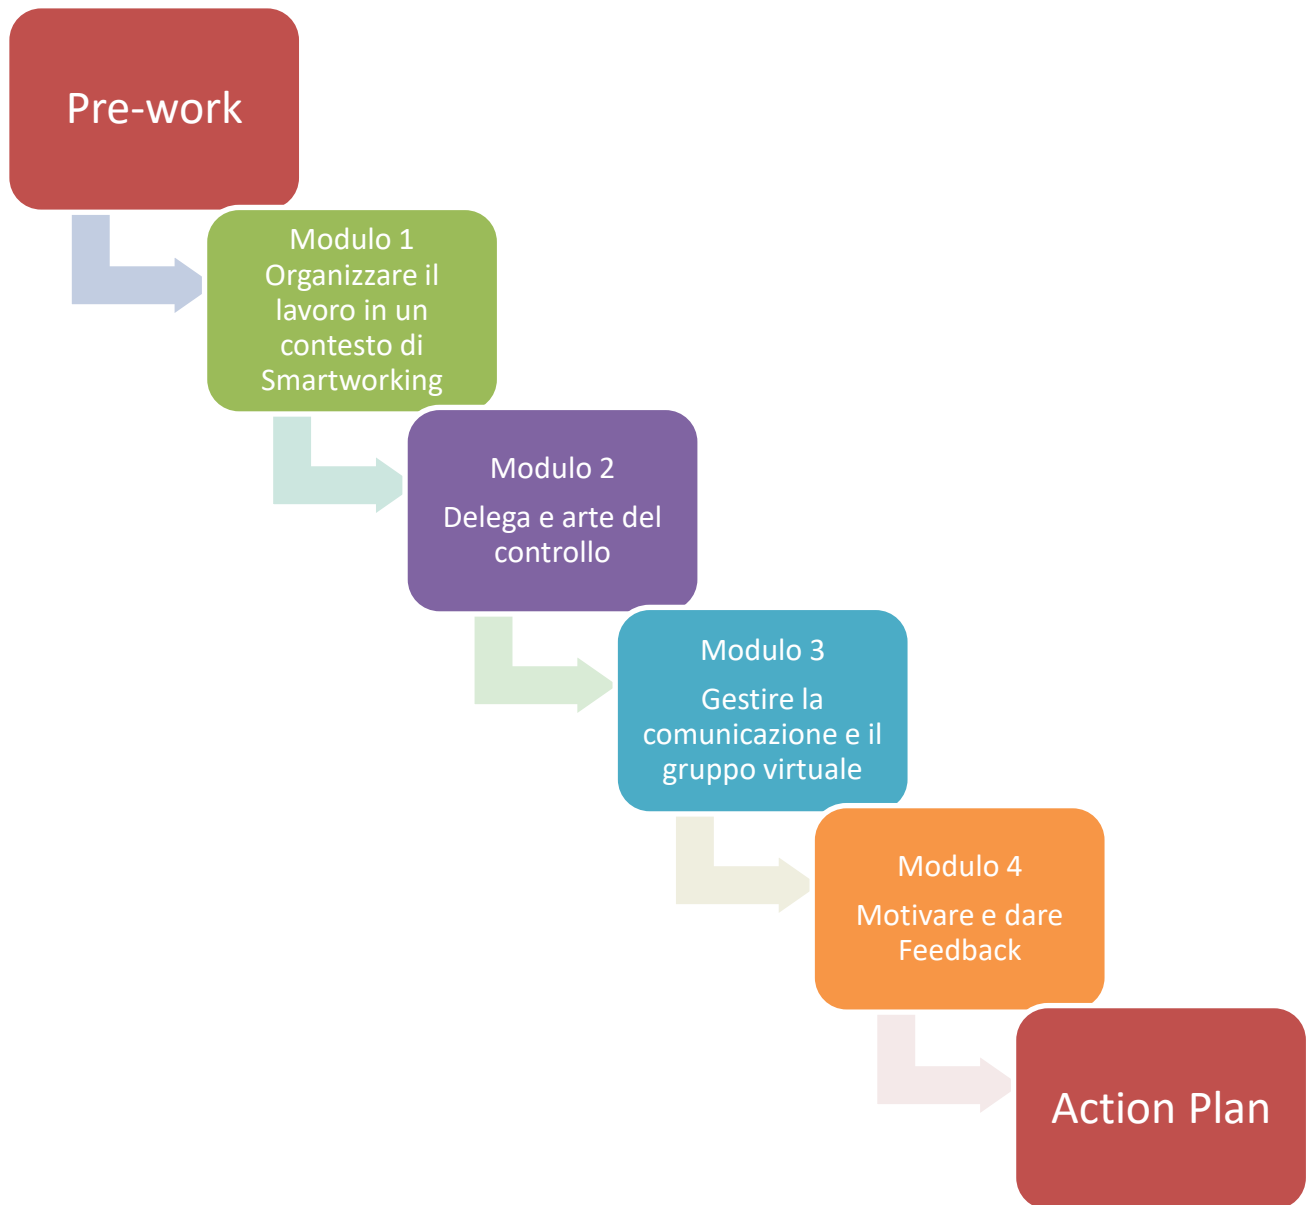 Pre-work
Modulo 1
Organizzare il
lavoro in un
contesto di
Smartworking
Modulo 2
Delega e arte del
controllo
Modulo 3
Gestire la
comunicazione e il
gruppo virtuale
Modulo 4
Motivare e dare
Feedback
Action Plan